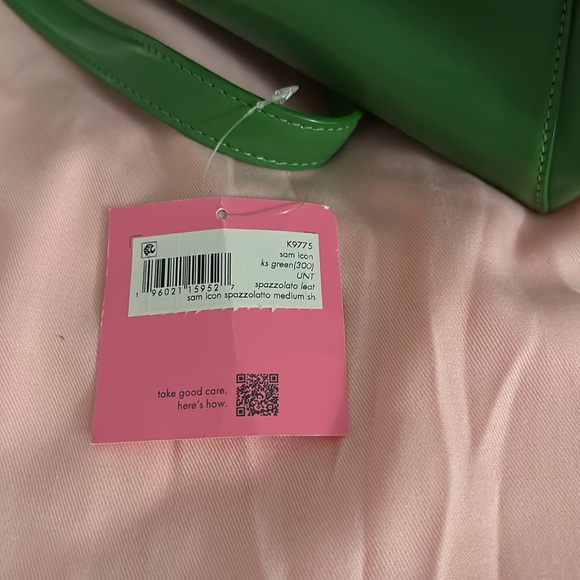 K9775
sam icon
ks green(300)
UNT
spazzolato leat
1 96021 15952 7
sam icon spazzolatto medium sh
take good care.
here's how.